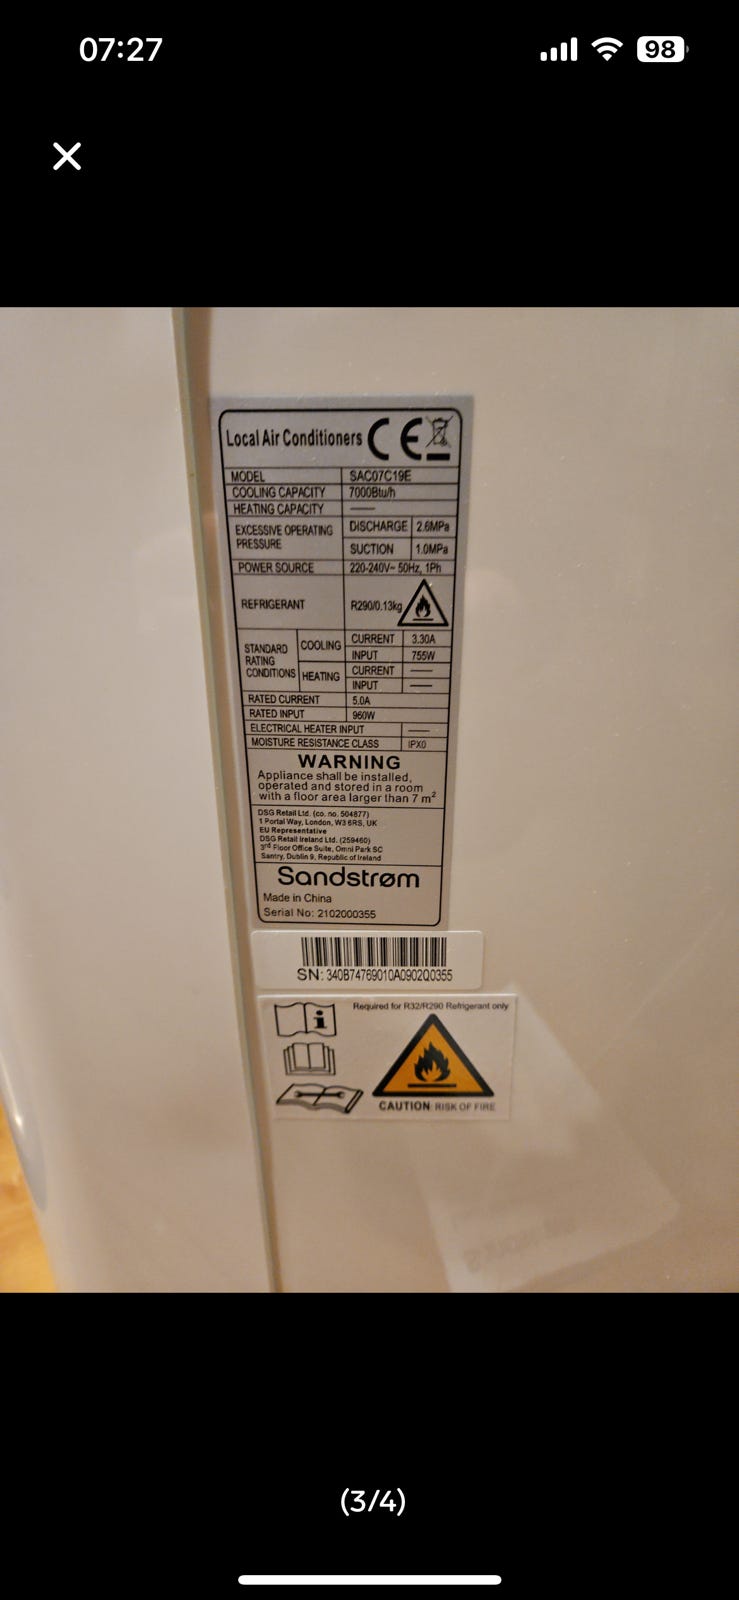 07:27
98
Local Air Conditioners CE
MODEL SAC07C19E
COOLING CAPACITY 7000Btu/h
HEATING CAPACITY ——
EXCESSIVE OPERATING PRESSURE DISCHARGE 2.6MPa
SUCTION 1.0MPa
POWER SOURCE 220-240V~ 50Hz, 1Ph
REFRIGERANT R290/0.13kg
STANDARD RATING CONDITIONS COOLING CURRENT 3.30A
INPUT 755W
HEATING CURRENT ——
INPUT ——
RATED CURRENT 5.0A
RATED INPUT 960W
ELECTRICAL HEATER INPUT ——
MOISTURE RESISTANCE CLASS IPX0
WARNING
Appliance shall be installed,
operated and stored in a room
with a floor area larger than 7 m²
DSG Retail Ltd. (co. no. 504877)
1 Portal Way, London, W3 6RS, UK
EU Representative
DSG Retail Ireland Ltd. (259460)
3rd Floor Office Suite, Omni Park SC
Santry, Dublin 9, Republic of Ireland
Sandstrøm
Made in China
Serial No: 2102000355
SN: 340B74769010A0902Q0355
Required for R32/R290 Refrigerant only
i
CAUTION: RISK OF FIRE
(3/4)